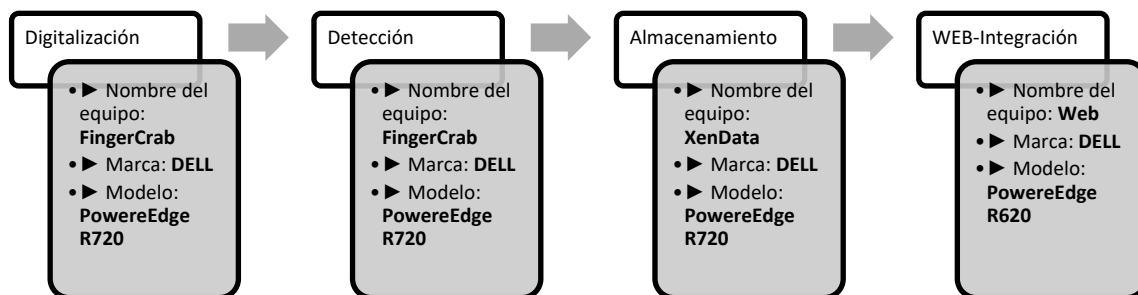 Digitalización
•► Nombre del
equipo:
FingerCrab
•► Marca: DELL
•► Modelo:
PowereEdge
R720
Detección
•► Nombre del
equipo:
FingerCrab
•► Marca: DELL
•► Modelo:
PowereEdge
R720
Almacenamiento
•► Nombre del
equipo:
XenData
•► Marca: DELL
•► Modelo:
PowereEdge
R720
WEB-Integración
•► Nombre del
equipo: Web
•► Marca: DELL
•► Modelo:
PowereEdge
R620